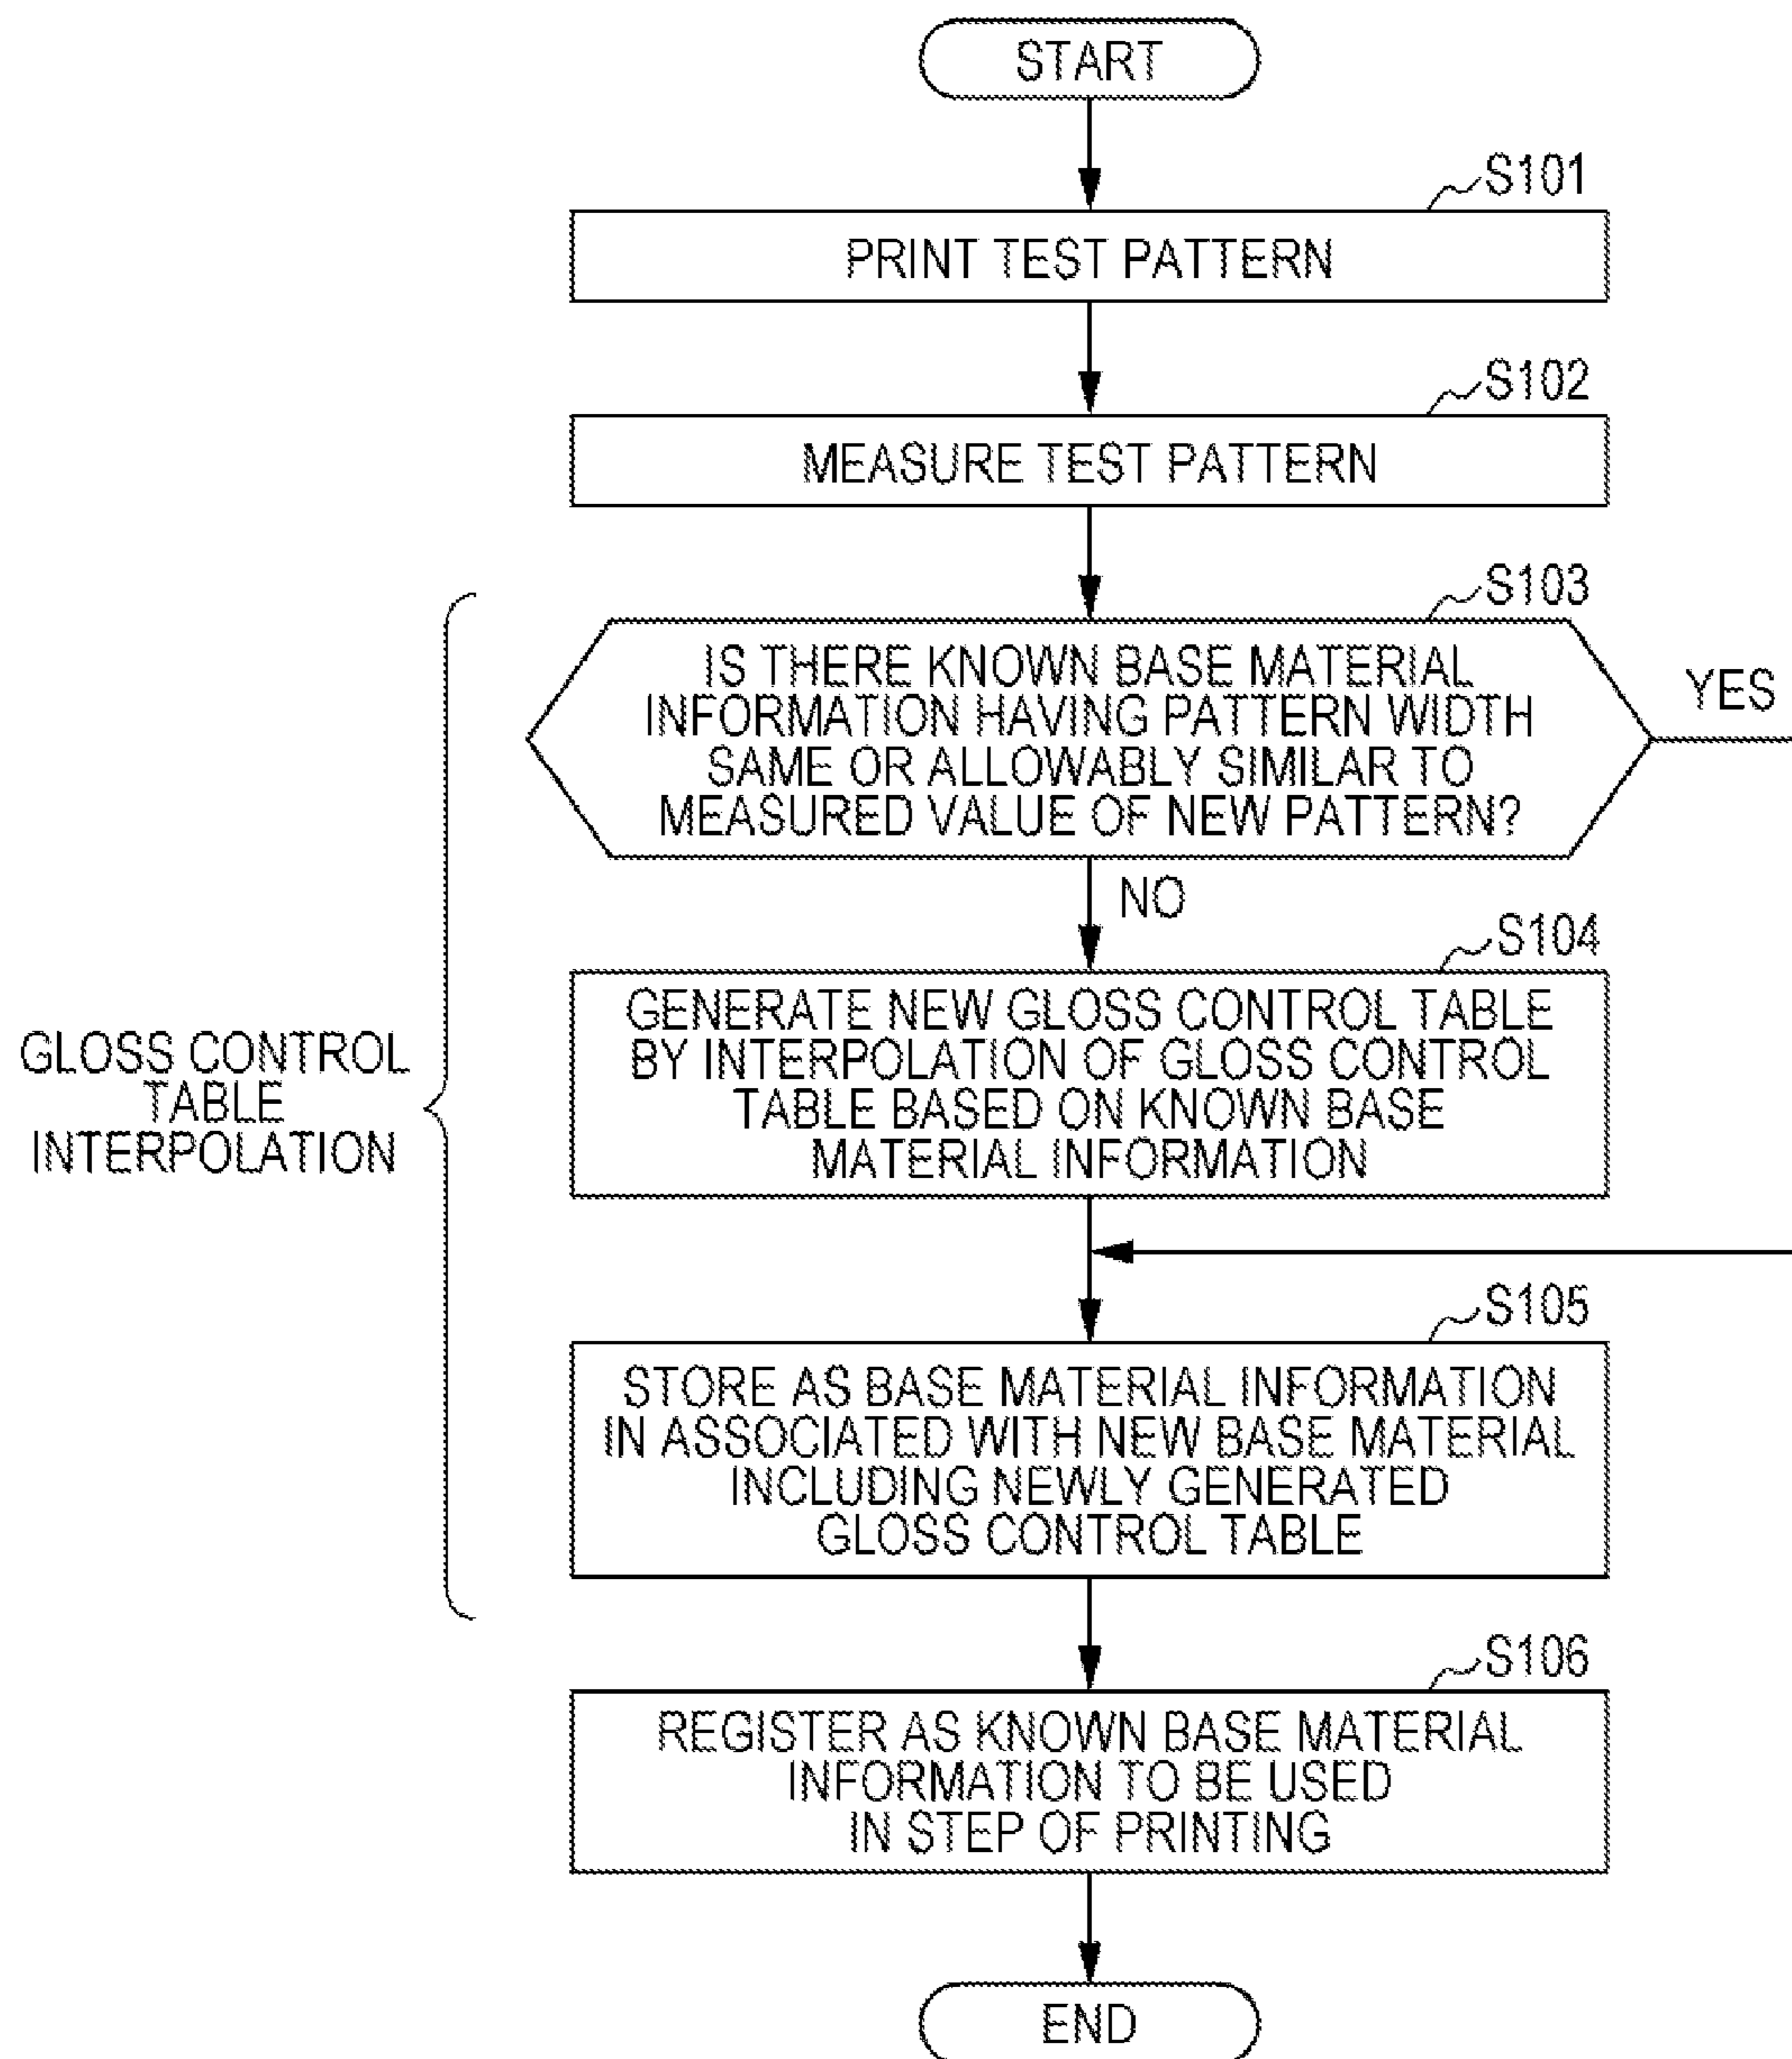 START
S101
PRINT TEST PATTERN
S102
MEASURE TEST PATTERN
S103
IS THERE KNOWN BASE MATERIAL
INFORMATION HAVING PATTERN WIDTH
SAME OR ALLOWABLY SIMILAR TO
MEASURED VALUE OF NEW PATTERN?
YES
NO
S104
GENERATE NEW GLOSS CONTROL TABLE
BY INTERPOLATION OF GLOSS CONTROL
TABLE BASED ON KNOWN BASE
MATERIAL INFORMATION
GLOSS CONTROL
TABLE
INTERPOLATION
S105
STORE AS BASE MATERIAL INFORMATION
IN ASSOCIATED WITH NEW BASE MATERIAL
INCLUDING NEWLY GENERATED
GLOSS CONTROL TABLE
S106
REGISTER AS KNOWN BASE MATERIAL
INFORMATION TO BE USED
IN STEP OF PRINTING
END